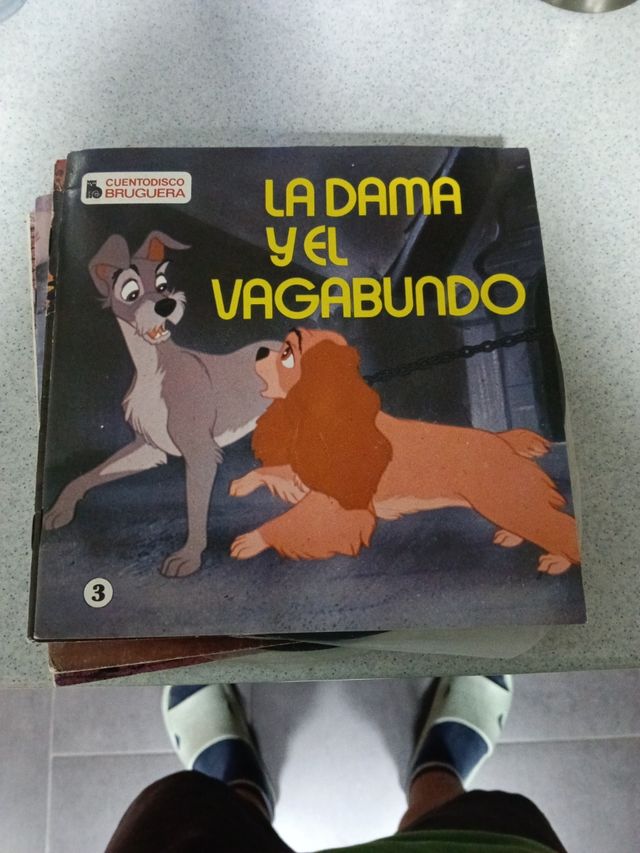 CUENTODISCO
BRUGUERA
LA DAMA
Y EL
VAGABUNDO
3